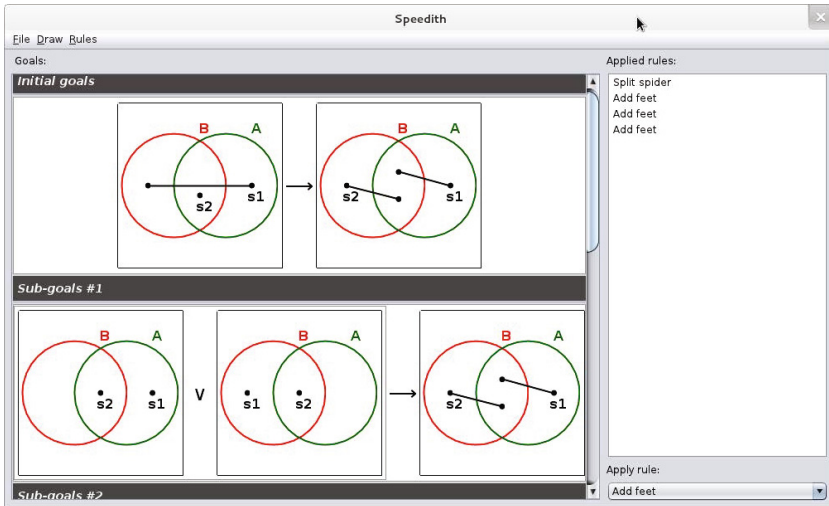 Speedith
File Draw Rules
Goals:
Initial goals
B A
s2 s1
B A
s2 s1
Sub-goals #1
B A
s2 s1
V
B A
s1 s2
B A
s2 s1
Sub-goals #2
Applied rules:
Split spider
Add feet
Add feet
Add feet
Apply rule:
Add feet